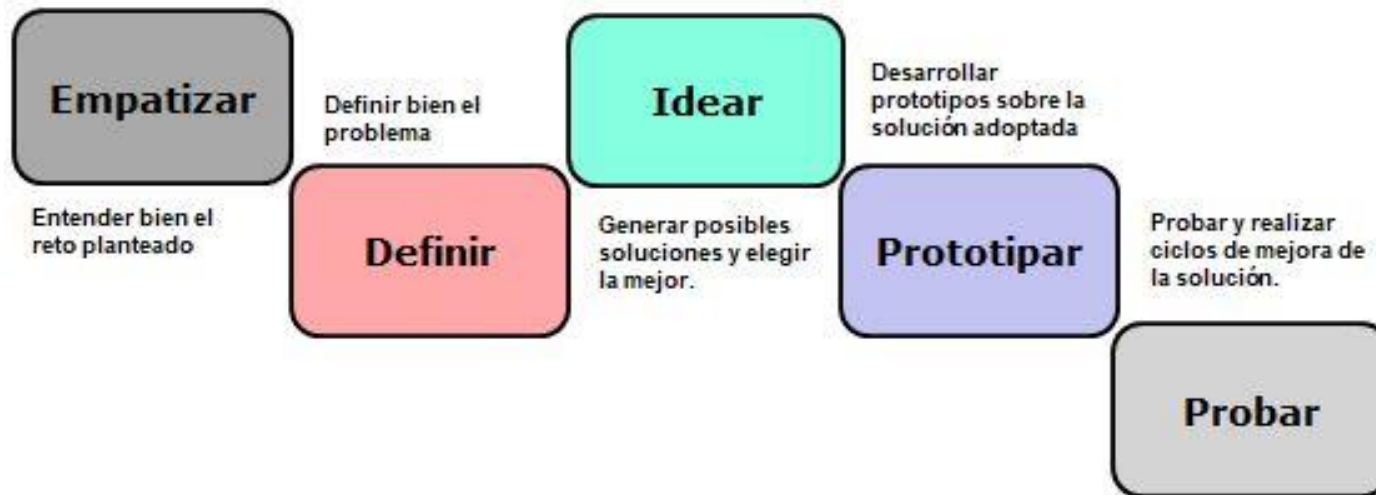 Empatizar
Entender bien el
reto planteado
Definir bien el
problema
Definir
Idear
Generar posibles
soluciones y elegir
la mejor.
Desarrollar
prototipos sobre la
solución adoptada
Prototipar
Probar y realizar
ciclos de mejora de
la solución.
Probar